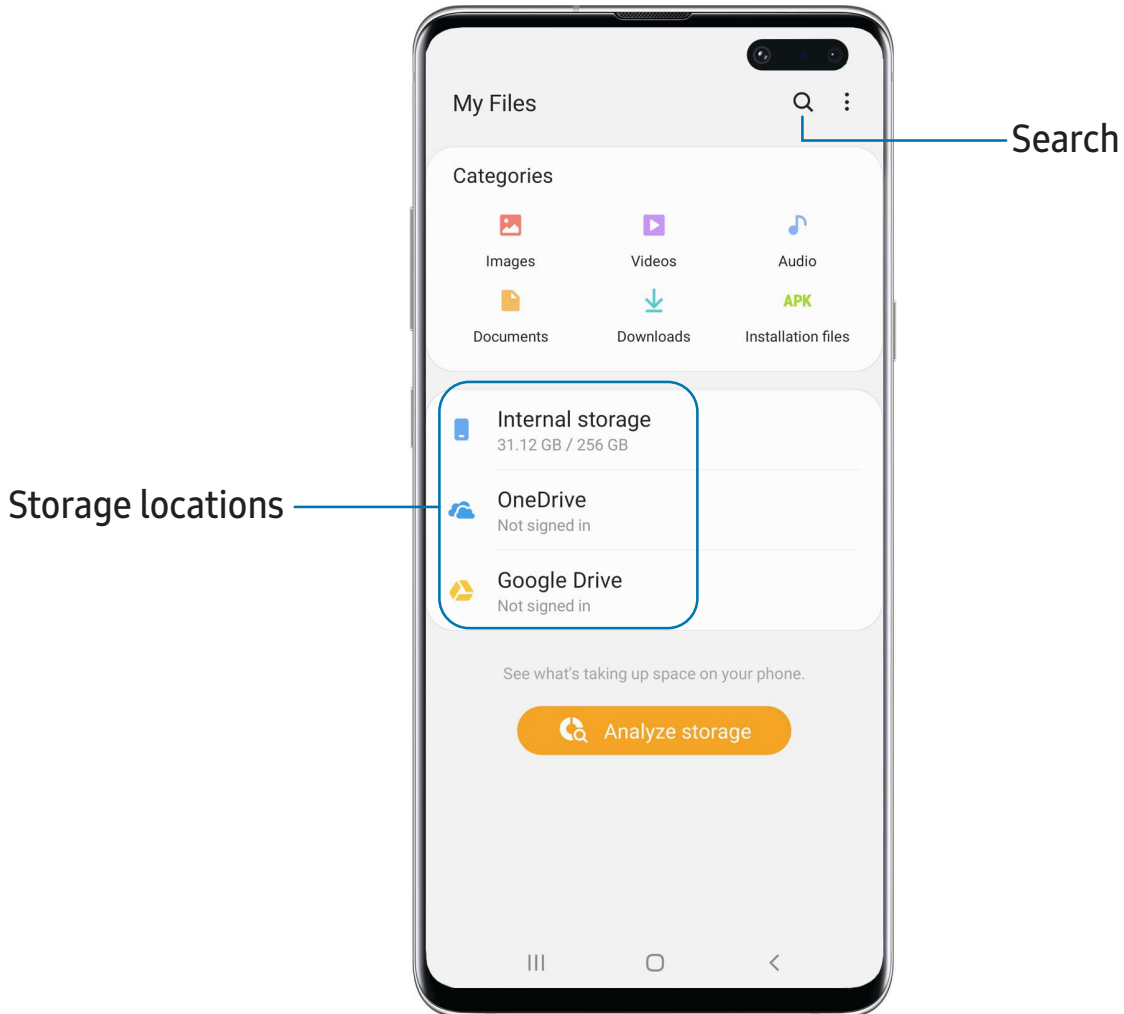 My Files
Search
Categories
Images Videos Audio
APK
Documents Downloads Installation files
Internal storage
31.12 GB / 256 GB
Storage locations
OneDrive
Not signed in
Google Drive
Not signed in
See what's taking up space on your phone.
Analyze storage